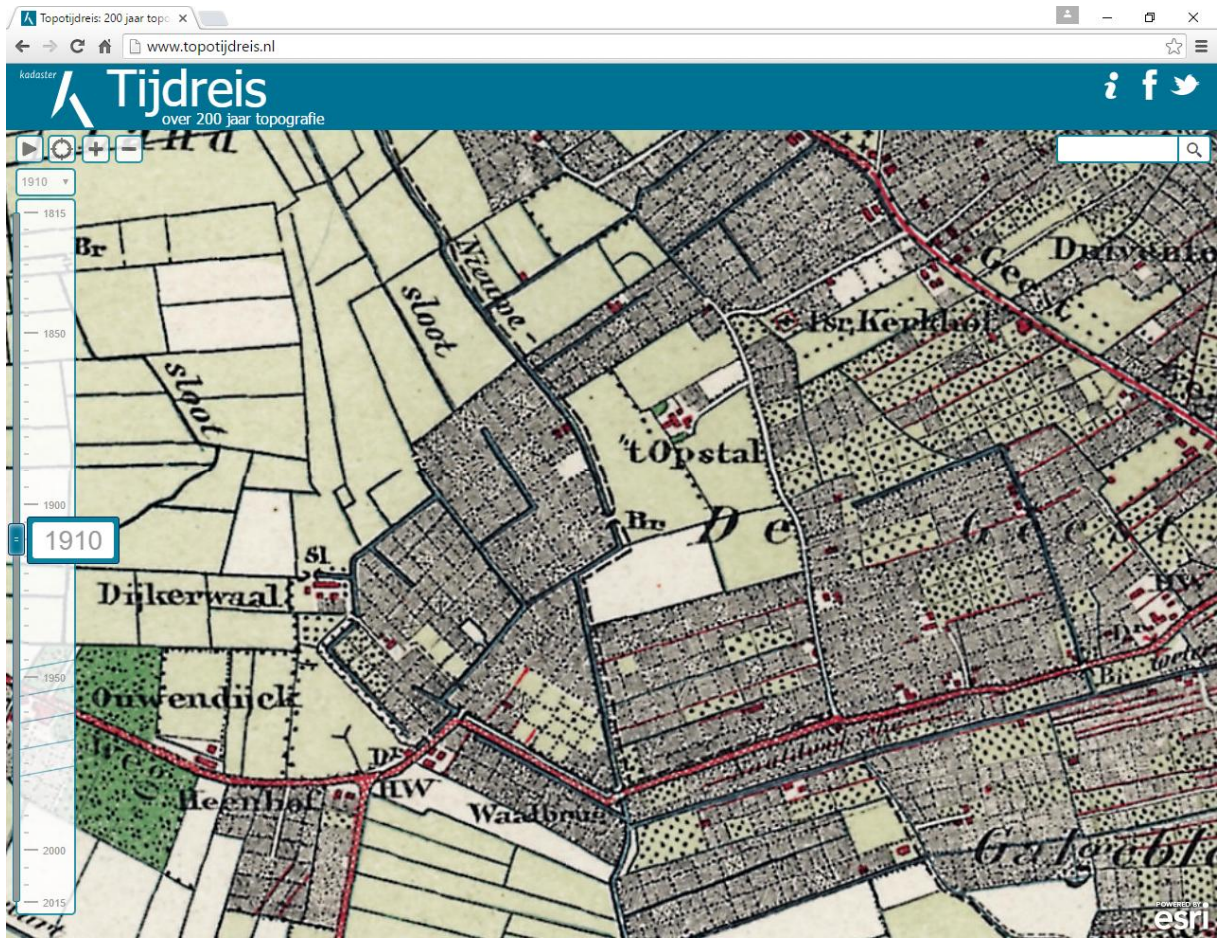 Topotijdreis: 200 jaar topo
www.topotijdreis.nl
kadaster
Tijdreis
over 200 jaar topografie
1910
1815
1850
1900
1910
1950
2000
2015
Br
sloot
Nieupe-
sloot
Geest
Isr. Kerkhof
't Opstal
Br
De Geest
Sl.
Dijkerwaal
HW
Ouwendijck
Br
HW
Heenhof
POWERED BY
esri